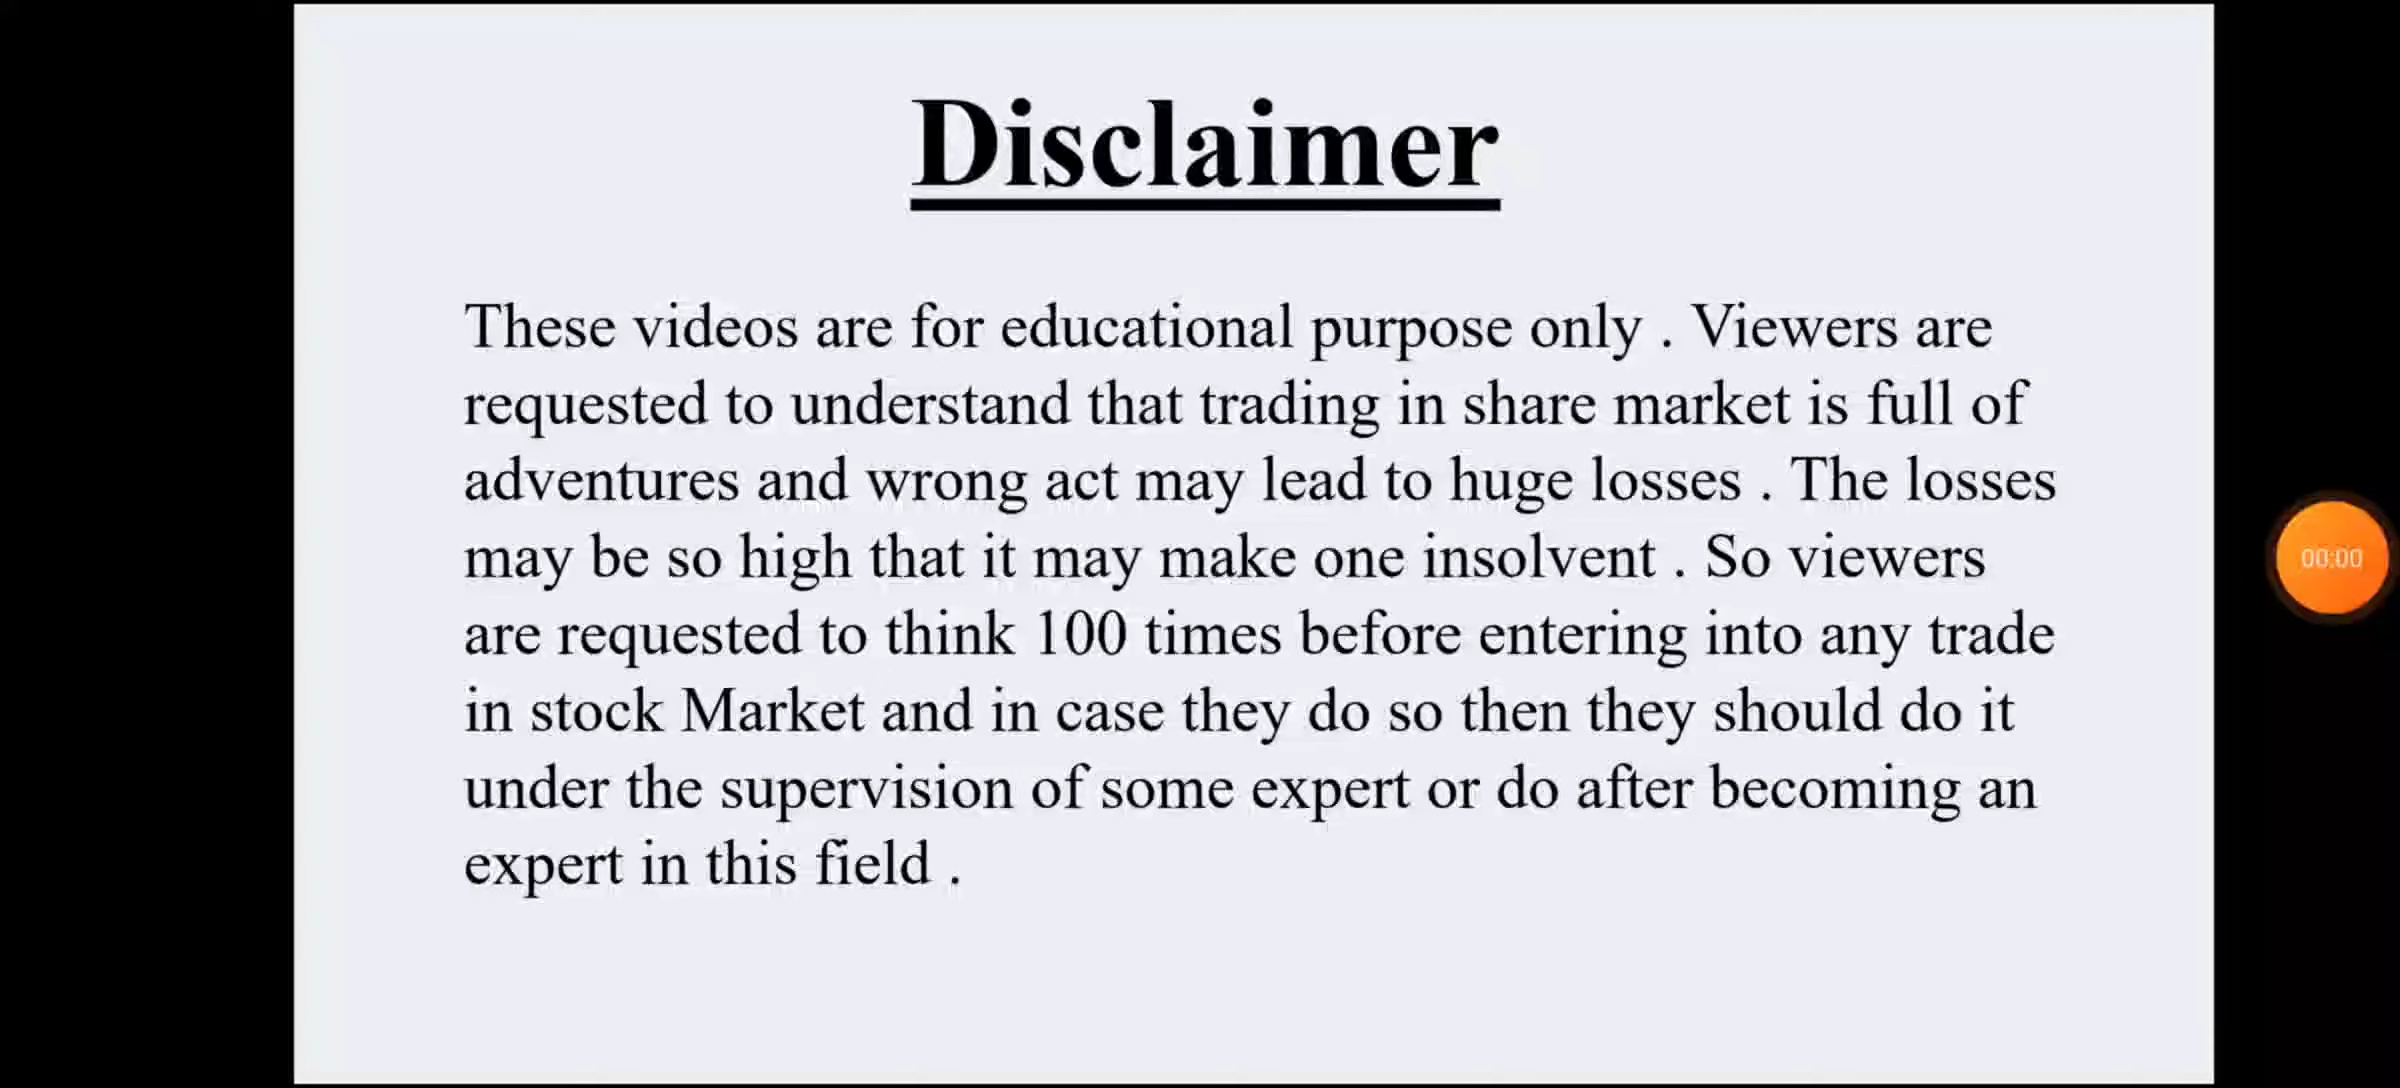 Disclaimer
These videos are for educational purpose only . Viewers are
requested to understand that trading in share market is full of
adventures and wrong act may lead to huge losses . The losses
may be so high that it may make one insolvent . So viewers
are requested to think 100 times before entering into any trade
in stock Market and in case they do so then they should do it
under the supervision of some expert or do after becoming an
expert in this field .
00:00